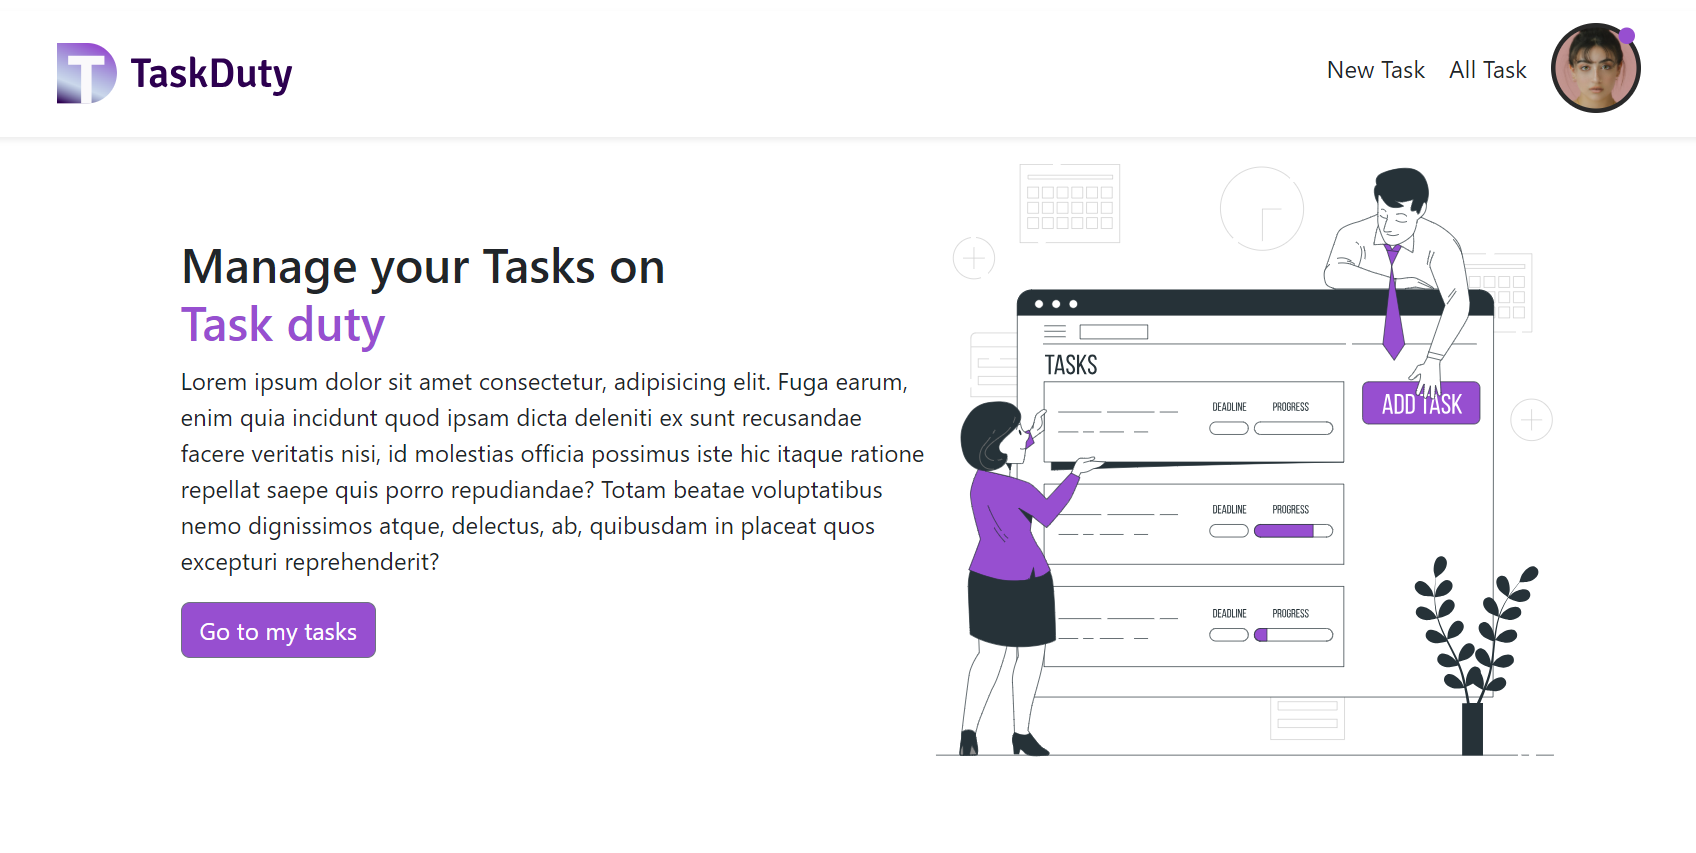 T TaskDuty
New Task All Task
Manage your Tasks on
Task duty
Lorem ipsum dolor sit amet consectetur, adipisicing elit. Fuga earum,
enim quia incidunt quod ipsam dicta deleniti ex sunt recusandae
facere veritatis nisi, id molestias officia possimus iste hic itaque ratione
repellat saepe quis porro repudiandae? Totam beatae voluptatibus
nemo dignissimos atque, delectus, ab, quibusdam in placeat quos
excepturi reprehenderit?
Go to my tasks
TASKS
ADD TASK
DEADLINE PROGRESS
DEADLINE PROGRESS
DEADLINE PROGRESS